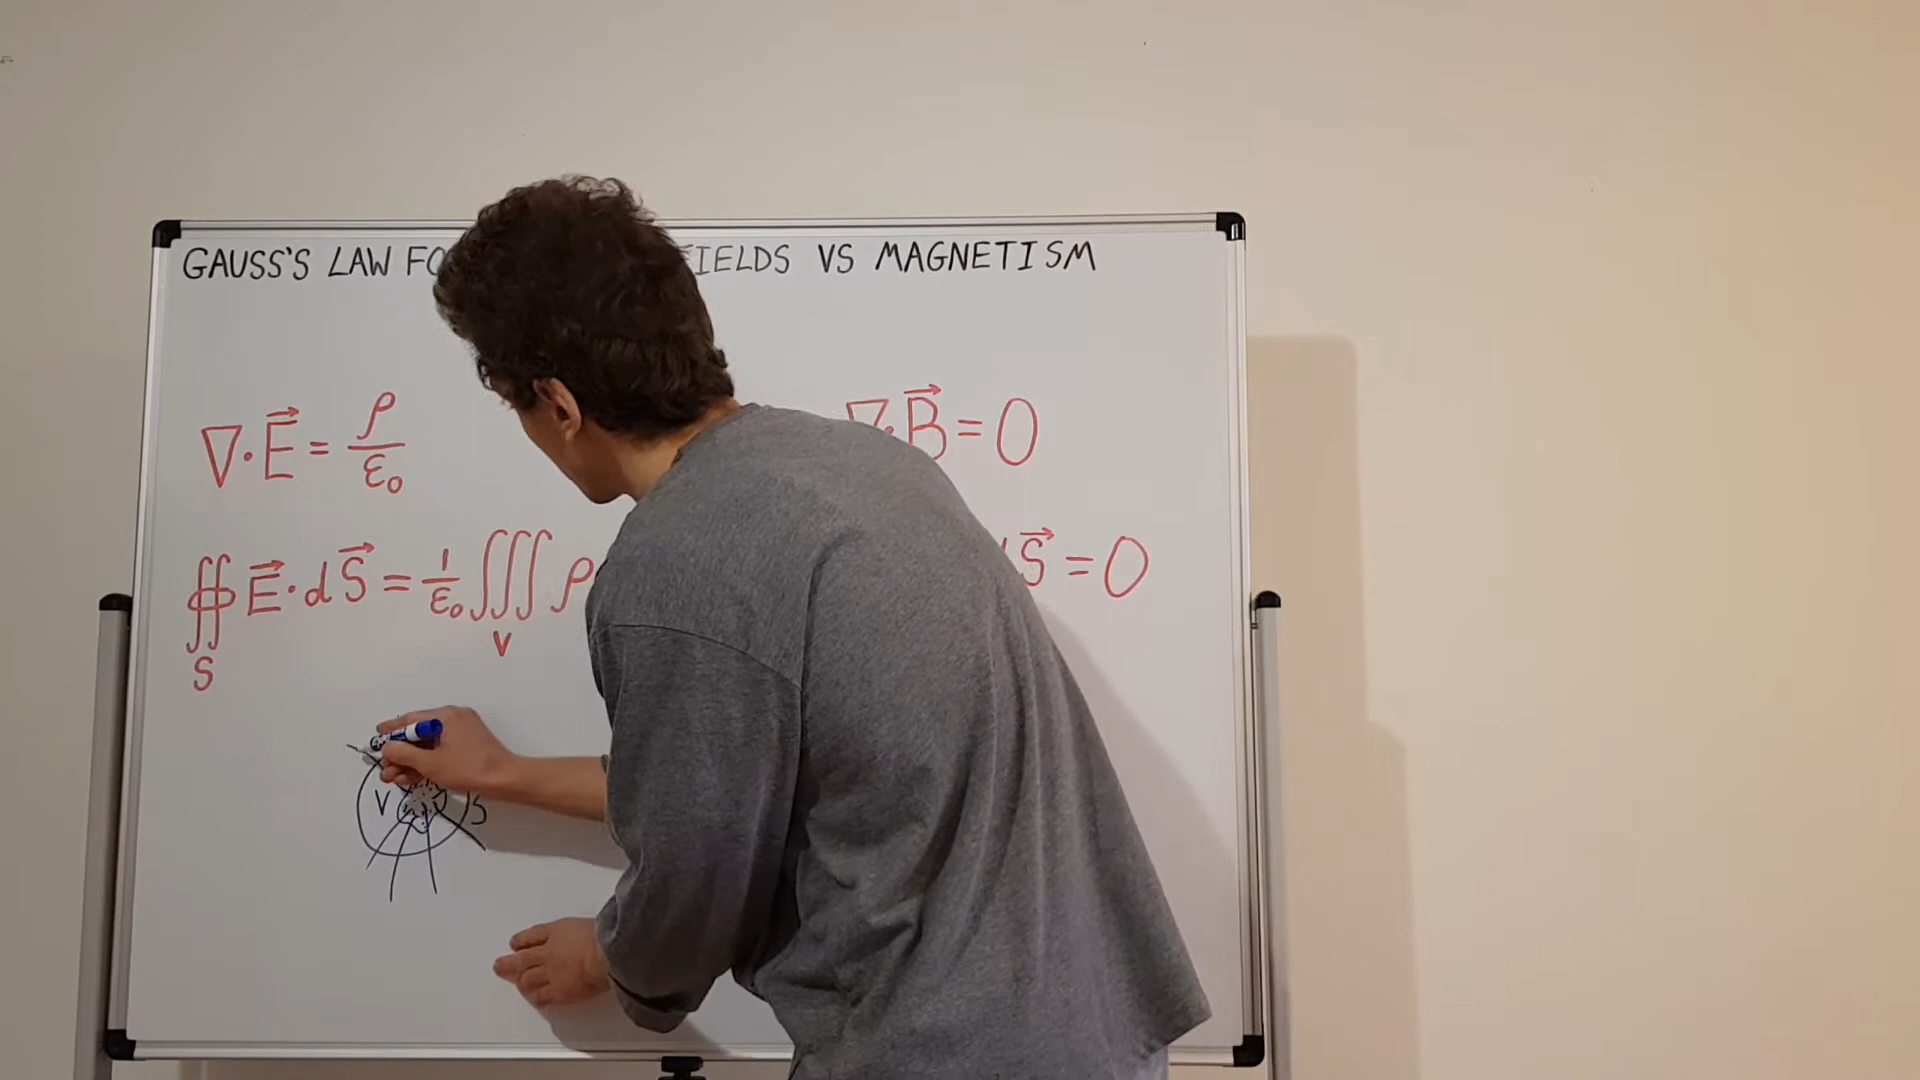 GAUSS'S LAW FO FIELDS VS MAGNETISM
∇·E⃗ = ρ/ε₀
∇·B⃗ = 0
∯ E⃗·dS⃗ = 1/ε₀ ∭ ρ
S V
S⃗ = 0
V S